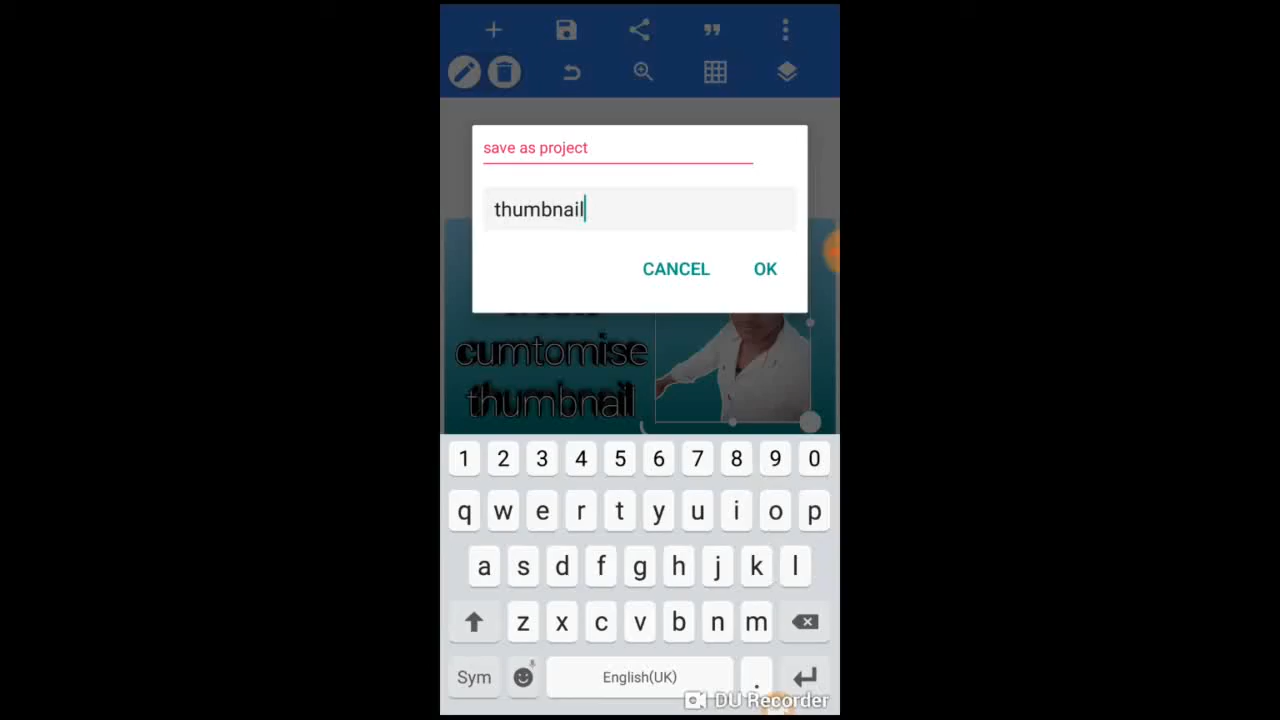 save as project
thumbnail
CANCEL OK
cumtomise
thumbnail
1 2 3 4 5 6 7 8 9 0
q w e r t y u i o p
a s d f g h j k l
z x c v b n m
Sym English(UK) .
DU Recorder